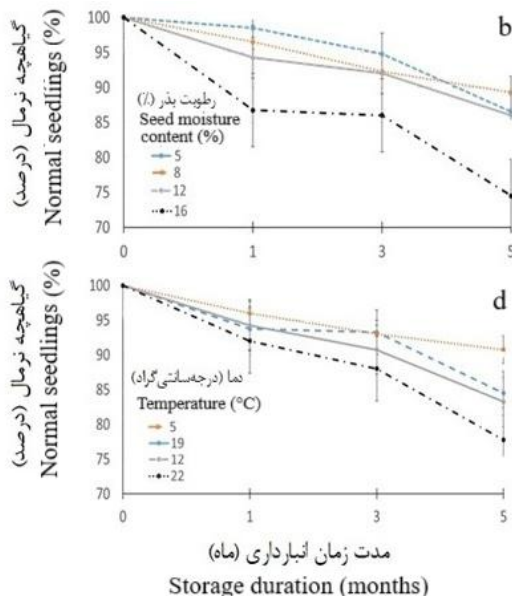 b
گیاهچه نرمال (درصد)
Normal seedlings (%)
100
95
90
85
80
75
70
رطوبت بذر (٪)
Seed moisture
content (%)
5
8
12
16
0
1
3
5
d
گیاهچه نرمال (درصد)
Normal seedlings (%)
100
95
90
85
80
75
70
دما (درجه‌سانتی‌گراد)
Temperature (°C)
5
19
12
22
0
1
3
5
مدت زمان انبارداری (ماه)
Storage duration (months)